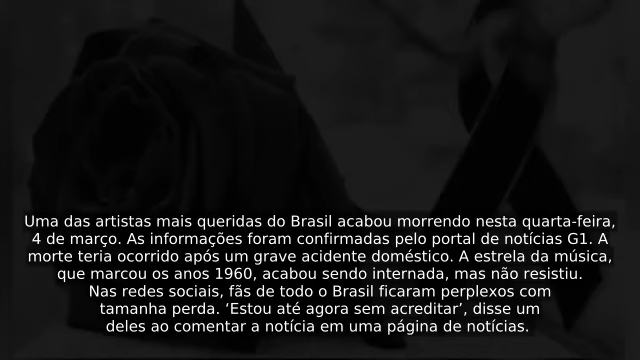 Uma das artistas mais queridas do Brasil acabou morrendo nesta quarta-feira,
4 de março. As informações foram confirmadas pelo portal de notícias G1. A
morte teria ocorrido após um grave acidente doméstico. A estrela da música,
que marcou os anos 1960, acabou sendo internada, mas não resistiu.
Nas redes sociais, fãs de todo o Brasil ficaram perplexos com
tamanha perda. ‘Estou até agora sem acreditar’, disse um
deles ao comentar a notícia em uma página de notícias.